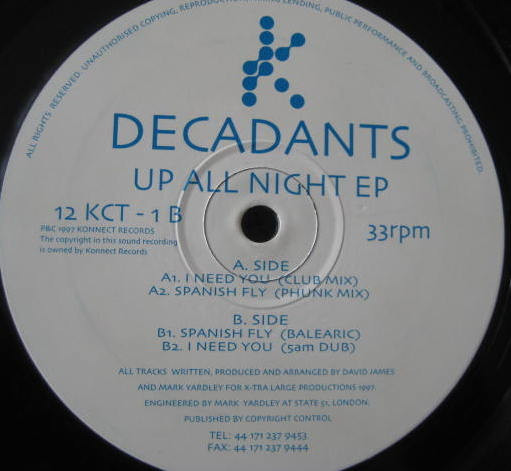 ALL RIGHTS RESERVED. UNAUTHORISED COPYING, REPRODUCTION, HIRING, LENDING, PUBLIC PERFORMANCE AND BROADCASTING PROHIBITED.
DECADANTS
UP ALL NIGHT EP
12 KCT - 1 B
33rpm
P&C 1997 KONNECT RECORDS
The copyright in this sound recording
is owned by Konnect Records
A. SIDE
A1. I NEED YOU (CLUB MIX)
A2. SPANISH FLY (PHUNK MIX)
B. SIDE
B1. SPANISH FLY (BALEARIC)
B2. I NEED YOU (5am DUB)
ALL TRACKS WRITTEN, PRODUCED AND ARRANGED BY DAVID JAMES
AND MARK YARDLEY FOR X-TRA LARGE PRODUCTIONS 1997.
ENGINEERED BY MARK YARDLEY AT STATE 51, LONDON.
PUBLISHED BY COPYRIGHT CONTROL
TEL: 44 171 237 9453
FAX: 44 171 237 9444